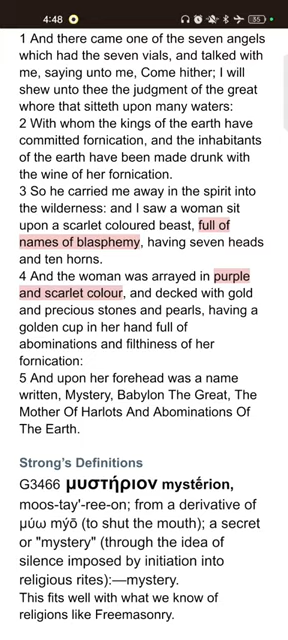 4:48
35
1 And there came one of the seven angels
which had the seven vials, and talked with
me, saying unto me, Come hither; I will
shew unto thee the judgment of the great
whore that sitteth upon many waters:
2 With whom the kings of the earth have
committed fornication, and the inhabitants
of the earth have been made drunk with
the wine of her fornication.
3 So he carried me away in the spirit into
the wilderness: and I saw a woman sit
upon a scarlet coloured beast, full of
names of blasphemy, having seven heads
and ten horns.
4 And the woman was arrayed in purple
and scarlet colour, and decked with gold
and precious stones and pearls, having a
golden cup in her hand full of
abominations and filthiness of her
fornication:
5 And upon her forehead was a name
written, Mystery, Babylon The Great, The
Mother Of Harlots And Abominations Of
The Earth.
Strong's Definitions
G3466 μυστήριον mystḗrion,
moos-tay'-ree-on; from a derivative of
μύω mýō (to shut the mouth); a secret
or "mystery" (through the idea of
silence imposed by initiation into
religious rites):—mystery.
This fits well with what we know of
religions like Freemasonry.